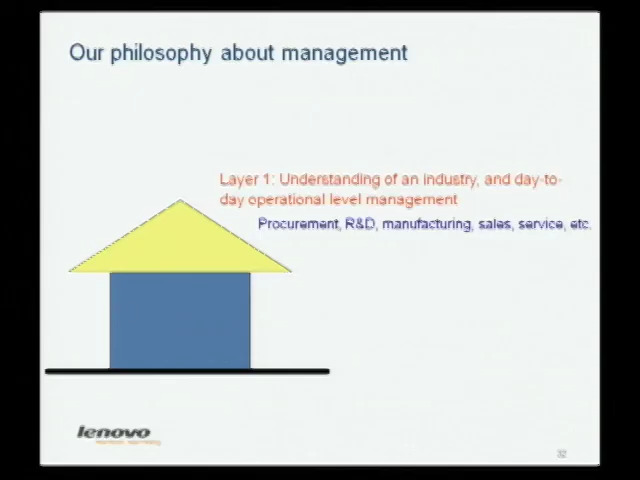 Our philosophy about management
Layer 1: Understanding of an industry, and day-to-
day operational level management
Procurement, R&D, manufacturing, sales, service, etc.
lenovo
32